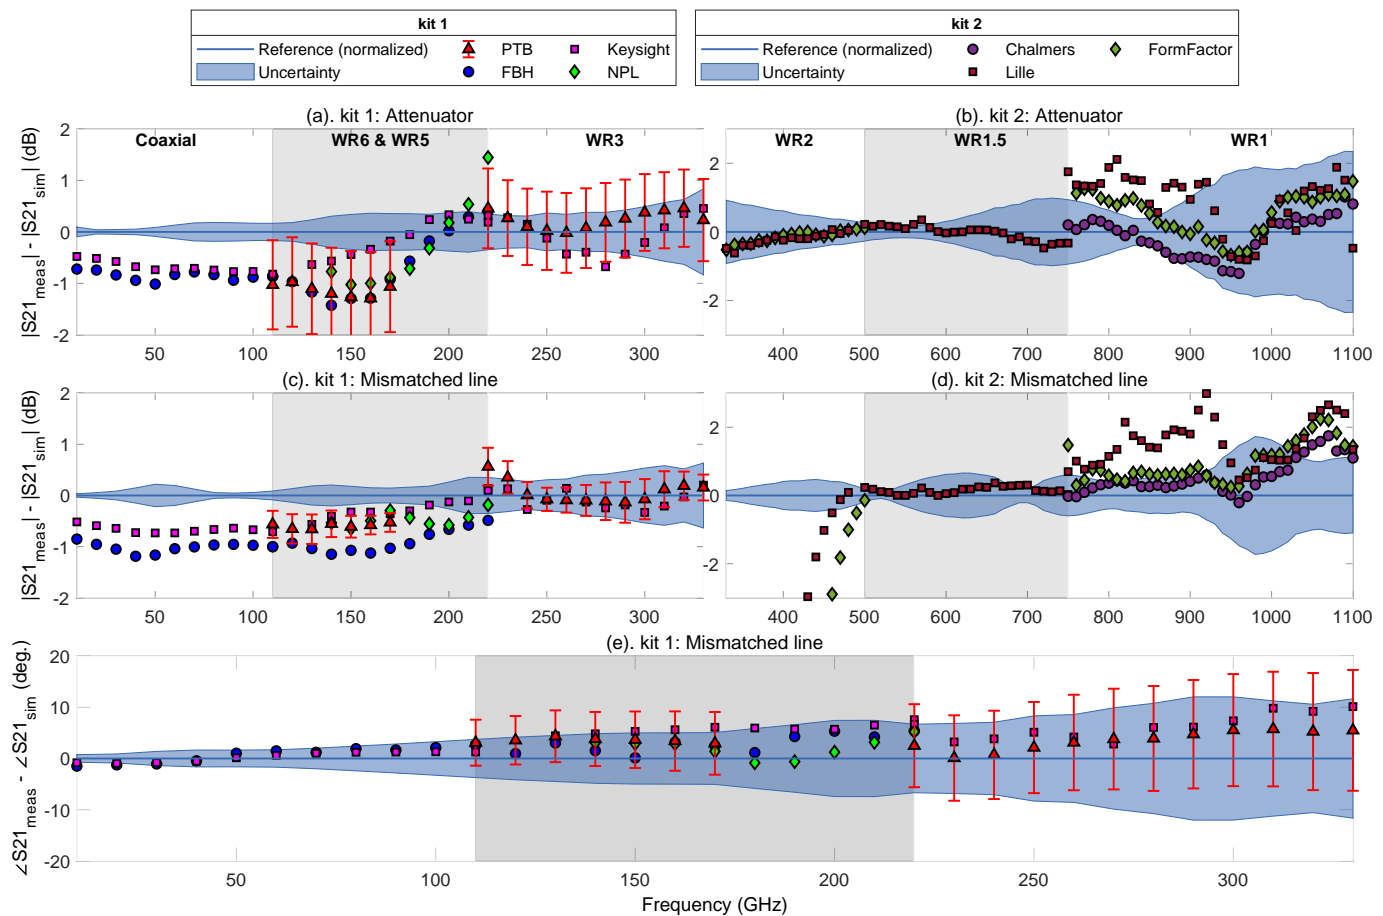 kit 1
Reference (normalized) PTB Keysight
Uncertainty FBH NPL
kit 2
Reference (normalized) Chalmers FormFactor
Uncertainty Lille
(a). kit 1: Attenuator
Coaxial WR6 & WR5 WR3
|S21meas| - |S21sim| (dB)
2
1
0
-1
-2
50 100 150 200 250 300
(b). kit 2: Attenuator
WR2 WR1.5 WR1
2
0
-2
400 500 600 700 800 900 1000 1100
(c). kit 1: Mismatched line
|S21meas| - |S21sim| (dB)
2
1
0
-1
-2
50 100 150 200 250 300
(d). kit 2: Mismatched line
2
0
-2
400 500 600 700 800 900 1000 1100
(e). kit 1: Mismatched line
∠S21meas - ∠S21sim (deg.)
20
10
0
-10
-20
50 100 150 200 250 300
Frequency (GHz)